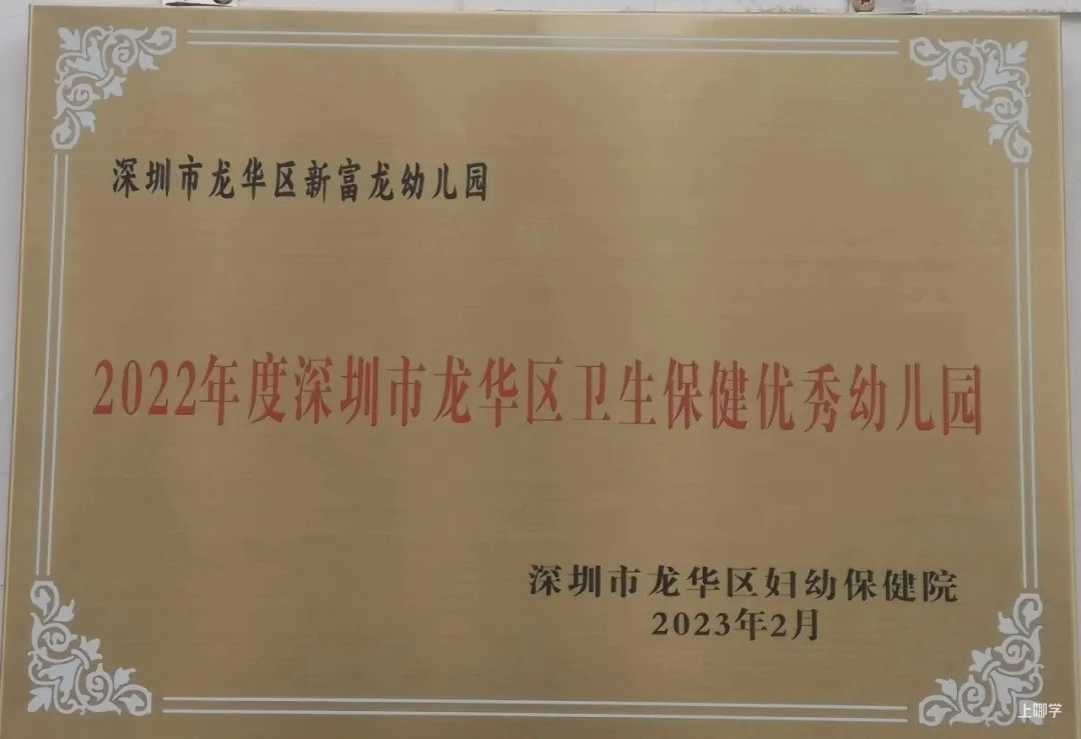 深圳市龙华区新富龙幼儿园
2022年度深圳市龙华区卫生保健优秀幼儿园
深圳市龙华区妇幼保健院
2023年2月
上哪学